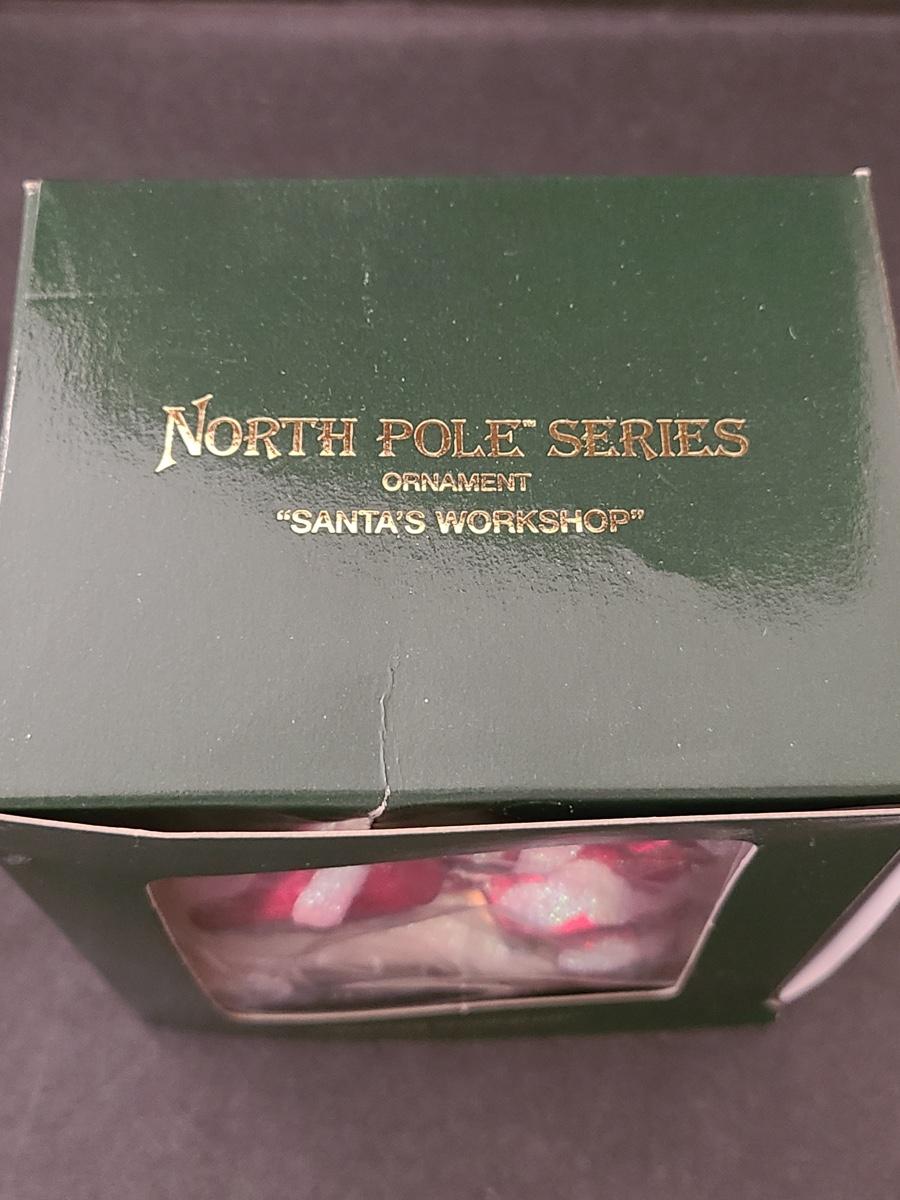 NORTH POLE™ SERIES
ORNAMENT
“SANTA’S WORKSHOP”